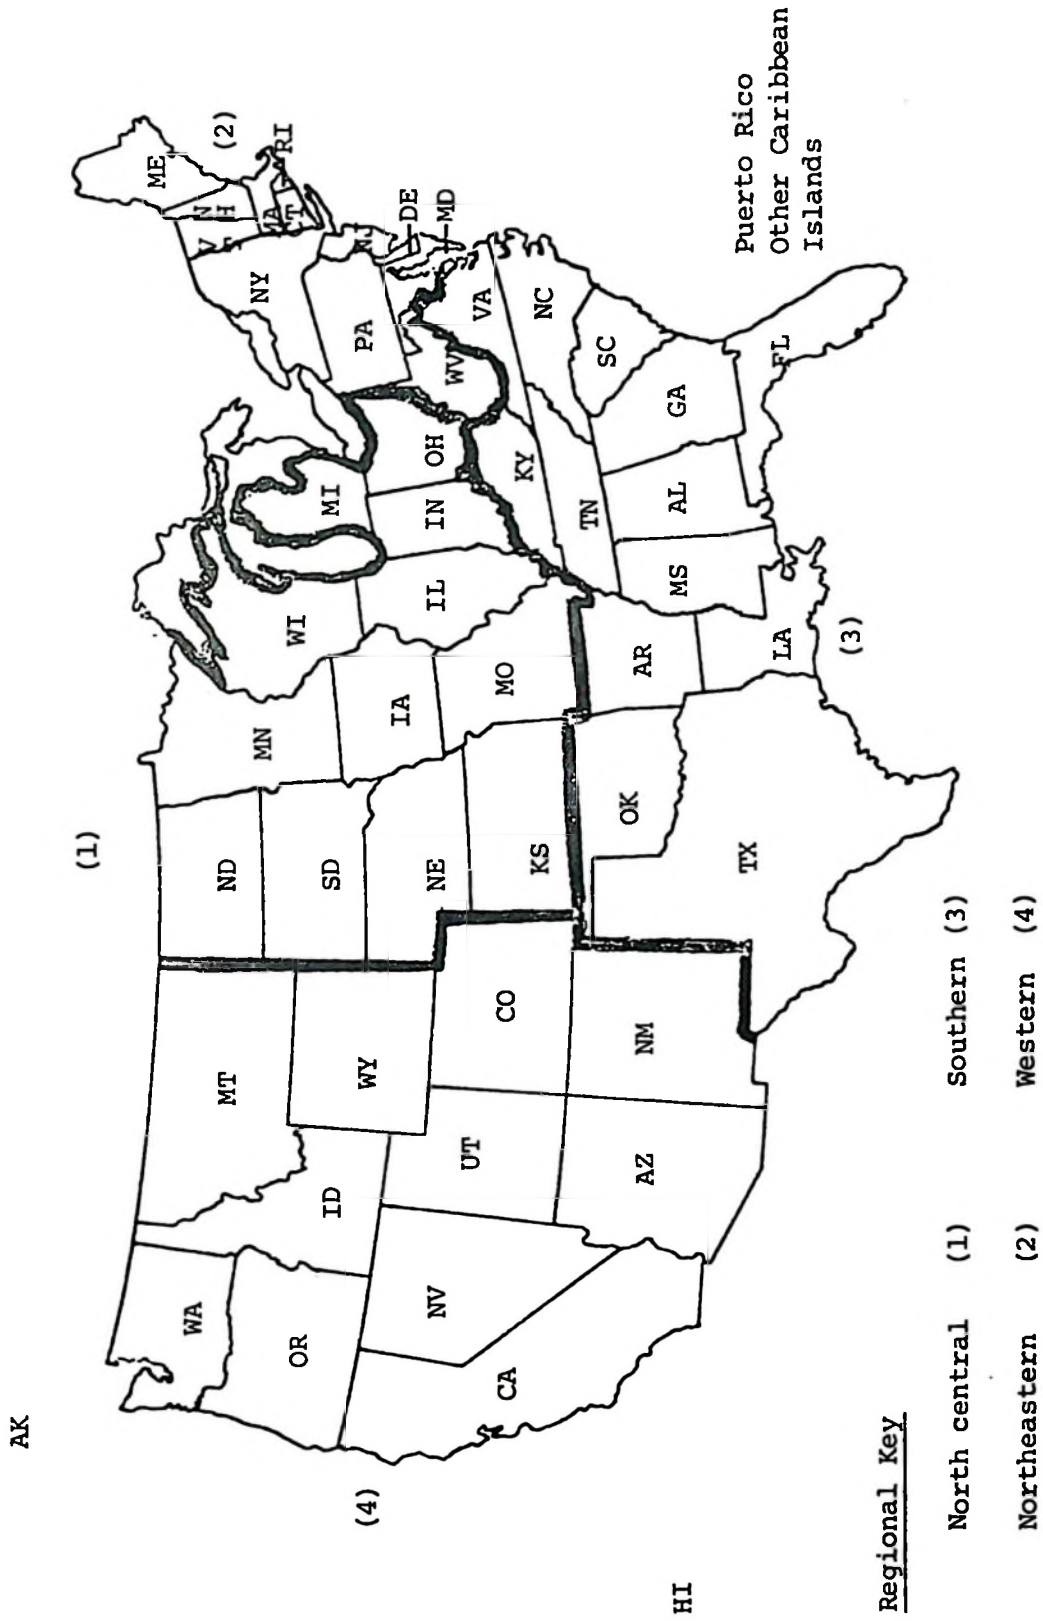 AK
(1)
ME
(2)
N
H
V
T
MA
CT
RI
WA
MT
ND
MN
NY
OR
ID
SD
WI
MI
PA
NJ
(4)
WY
NE
IA
IL
IN
OH
WV
DE
MD
NV
UT
CO
KS
MO
KY
VA
CA
AZ
NM
OK
AR
TN
NC
SC
HI
TX
LA
MS
AL
GA
FL
(3)
Puerto Rico
Other Caribbean
Islands
Regional Key
North central (1) Southern (3)
Northeastern (2) Western (4)